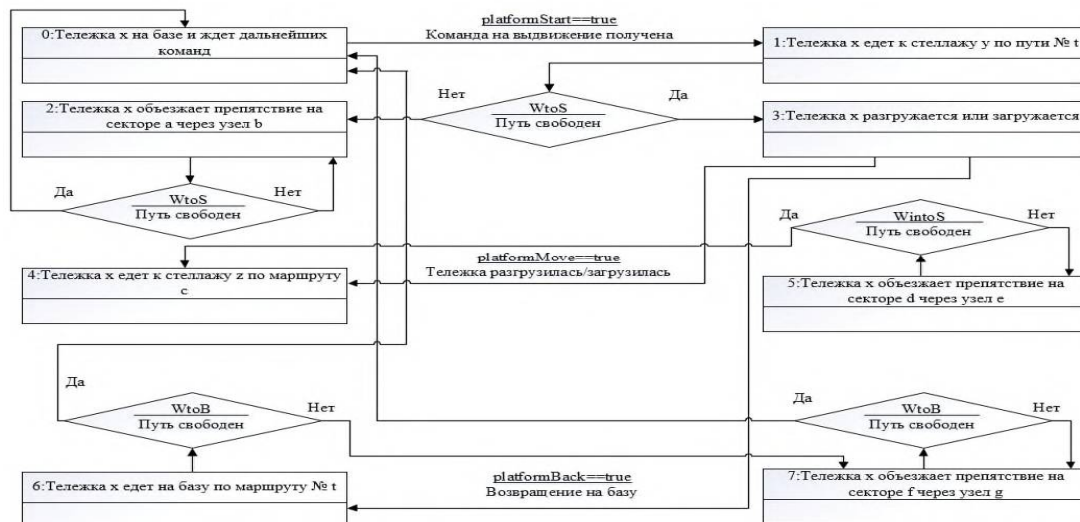 platformStart==true
0:Тележка x на базе и ждет дальнейших
команд
Команда на выдвижение получена
1:Тележка x едет к стеллажу y по пути № t
2:Тележка x объезжает препятствие на
секторе a через узел b
Нет
WtoS
Путь свободен
Да
3:Тележка x разгружается или загружается
Да
WtoS
Путь свободен
Нет
Да
WintoS
Путь свободен
Нет
4:Тележка x едет к стеллажу z по маршруту
c
platformMove==true
Тележка разгрузилась/загрузилась
5:Тележка x объезжает препятствие на
секторе d через узел e
Да
WtoB
Путь свободен
Нет
Да
WtoB
Путь свободен
Нет
6:Тележка x едет на базу по маршруту № t
platformBack==true
Возвращение на базу
7:Тележка x объезжает препятствие на
секторе f через узел g